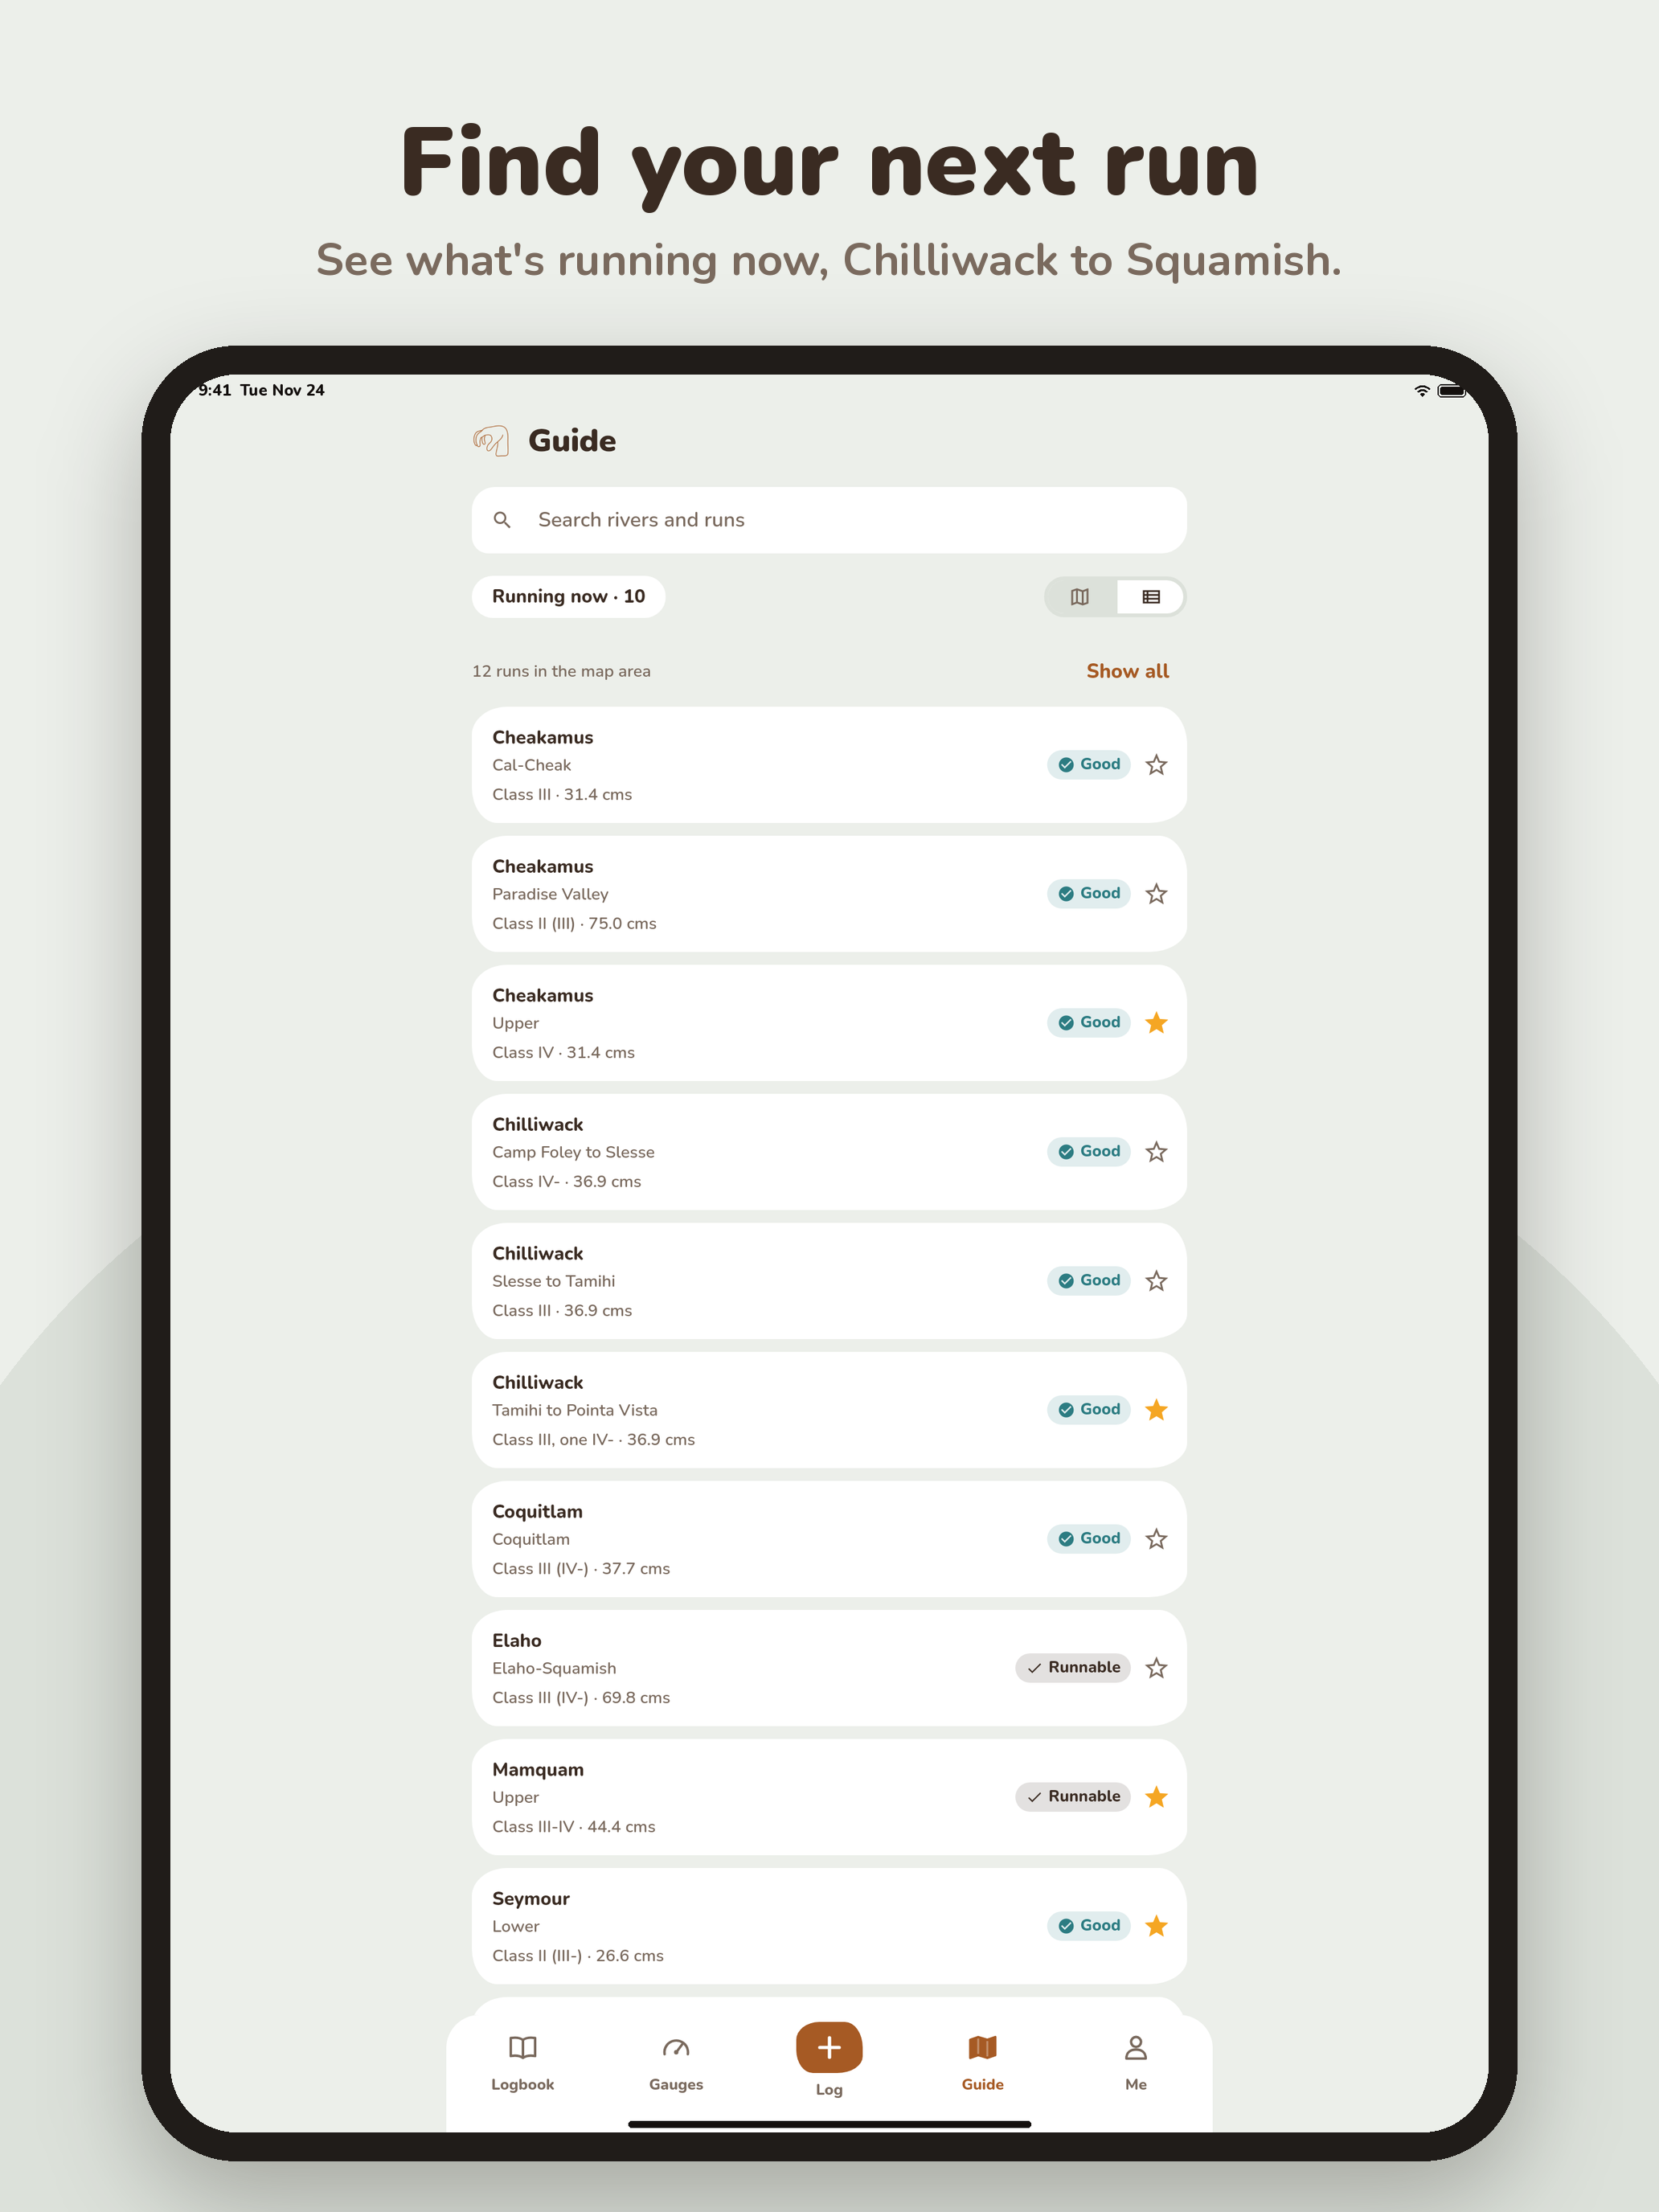 Find your next run
See what's running now, Chilliwack to Squamish.
9:41 Tue Nov 24
Guide
Search rivers and runs
Running now · 10
12 runs in the map area
Show all
Cheakamus
Cal-Cheak
Class III · 31.4 cms
Good
Cheakamus
Paradise Valley
Class II (III) · 75.0 cms
Good
Cheakamus
Upper
Class IV · 31.4 cms
Good
Chilliwack
Camp Foley to Slesse
Class IV- · 36.9 cms
Good
Chilliwack
Slesse to Tamihi
Class III · 36.9 cms
Good
Chilliwack
Tamihi to Pointa Vista
Class III, one IV- · 36.9 cms
Good
Coquitlam
Coquitlam
Class III (IV-) · 37.7 cms
Good
Elaho
Elaho-Squamish
Class III (IV-) · 69.8 cms
Runnable
Mamquam
Upper
Class III-IV · 44.4 cms
Runnable
Seymour
Lower
Class II (III-) · 26.6 cms
Good
Logbook
Gauges
Log
Guide
Me